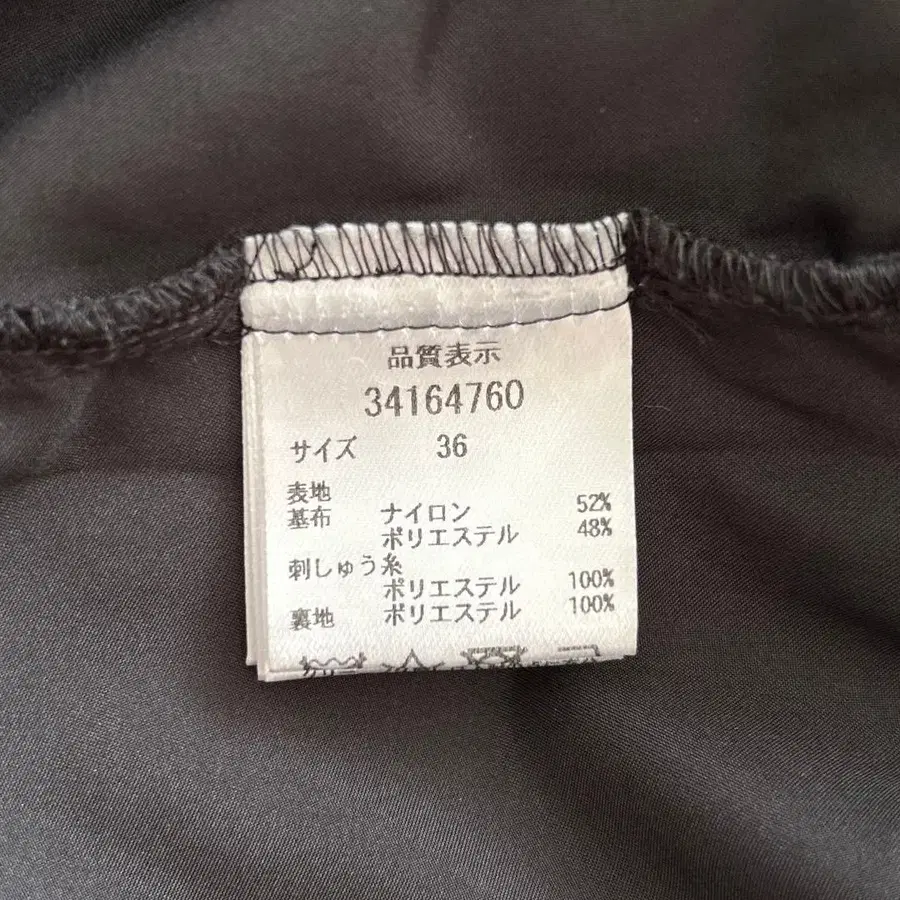 品質表示
34164760
サイズ 36
表地
基布 ナイロン 52%
ポリエステル 48%
刺しゅう糸
ポリエステル 100%
裏地 ポリエステル 100%